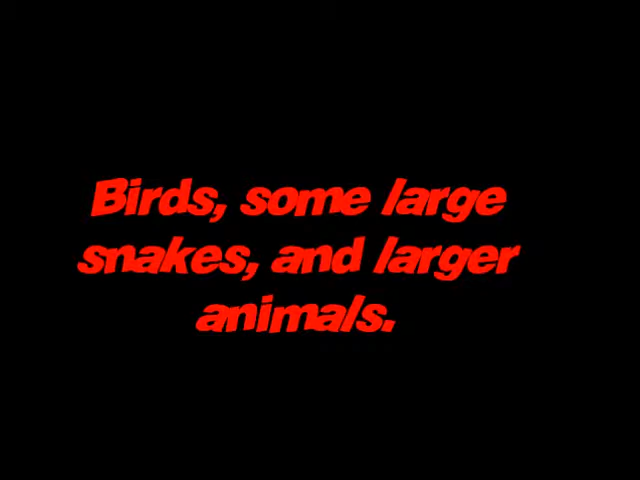 Birds, some large
snakes, and larger
animals.